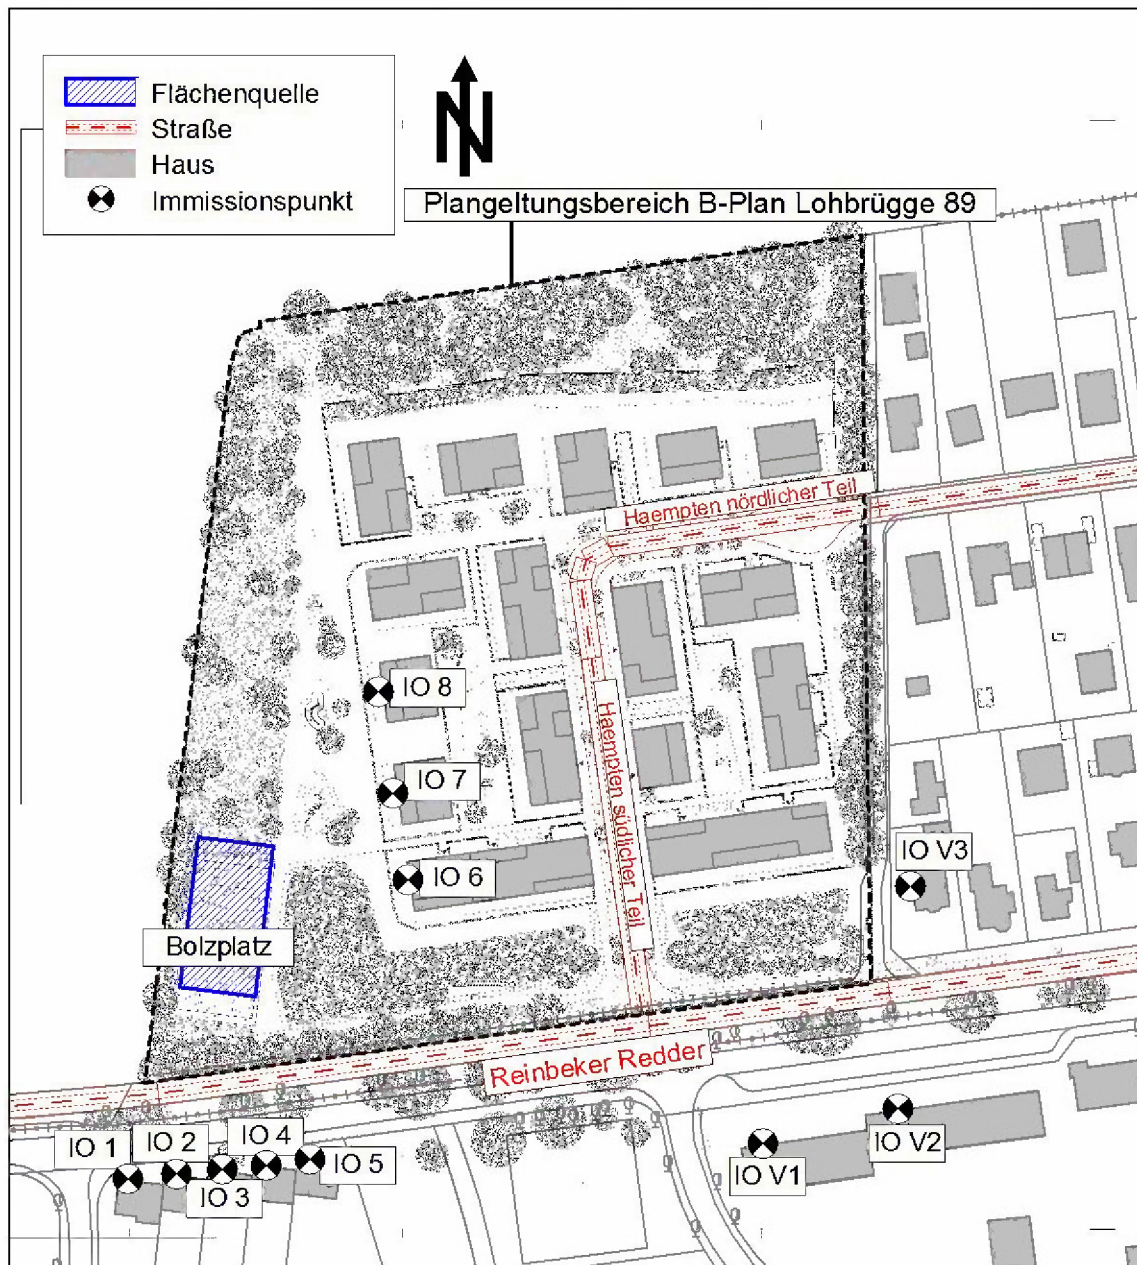 Flächenquelle
Straße
Haus
Immissionspunkt
N
Plangeltungsbereich B-Plan Lohbrügge 89
Haempten nördlicher Teil
Haempten südlicher Teil
IO 8
IO 7
IO 6
IO V3
Bolzplatz
Reinbeker Redder
IO 1
IO 2
IO 3
IO 4
IO 5
IO V1
IO V2